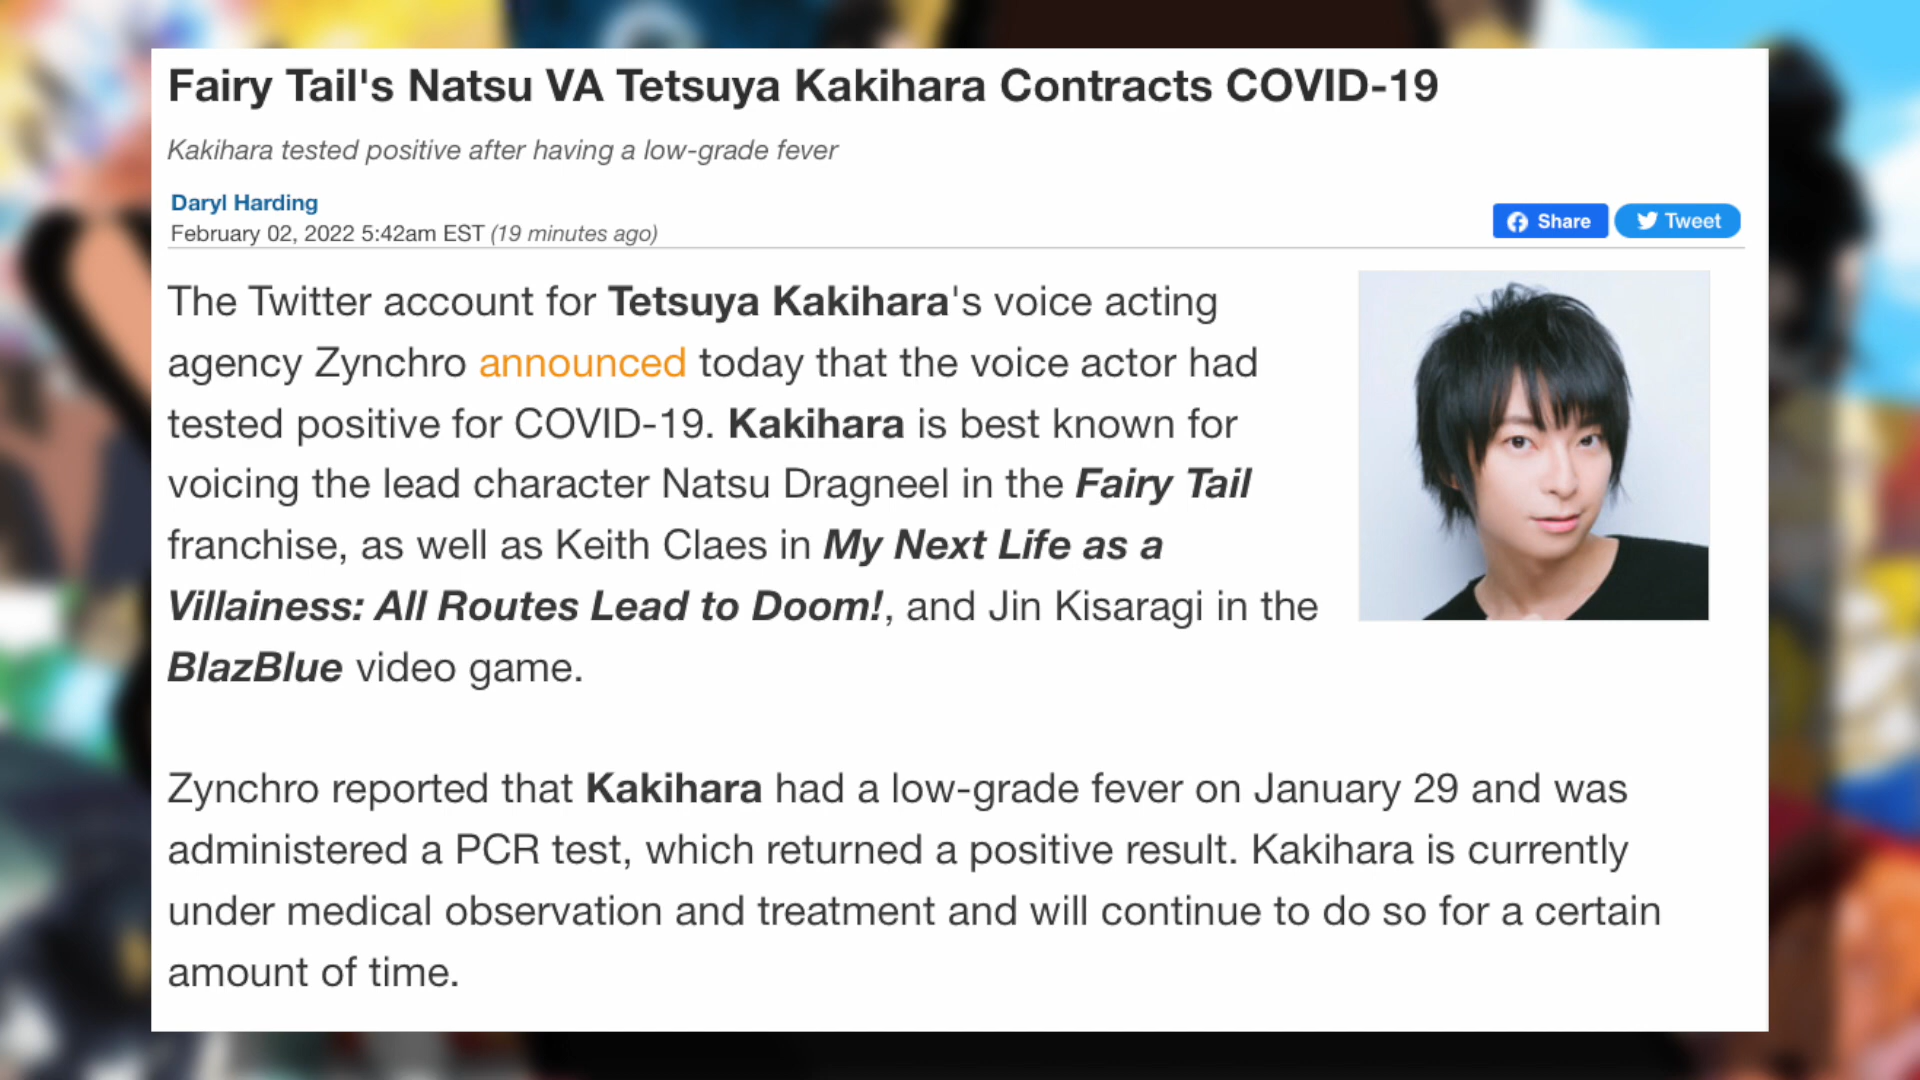 Fairy Tail's Natsu VA Tetsuya Kakihara Contracts COVID-19
Kakihara tested positive after having a low-grade fever
Daryl Harding
February 02, 2022 5:42am EST (19 minutes ago)
Share
Tweet
The Twitter account for Tetsuya Kakihara's voice acting
agency Zynchro announced today that the voice actor had
tested positive for COVID-19. Kakihara is best known for
voicing the lead character Natsu Dragneel in the Fairy Tail
franchise, as well as Keith Claes in My Next Life as a
Villainess: All Routes Lead to Doom!, and Jin Kisaragi in the
BlazBlue video game.
Zynchro reported that Kakihara had a low-grade fever on January 29 and was
administered a PCR test, which returned a positive result. Kakihara is currently
under medical observation and treatment and will continue to do so for a certain
amount of time.